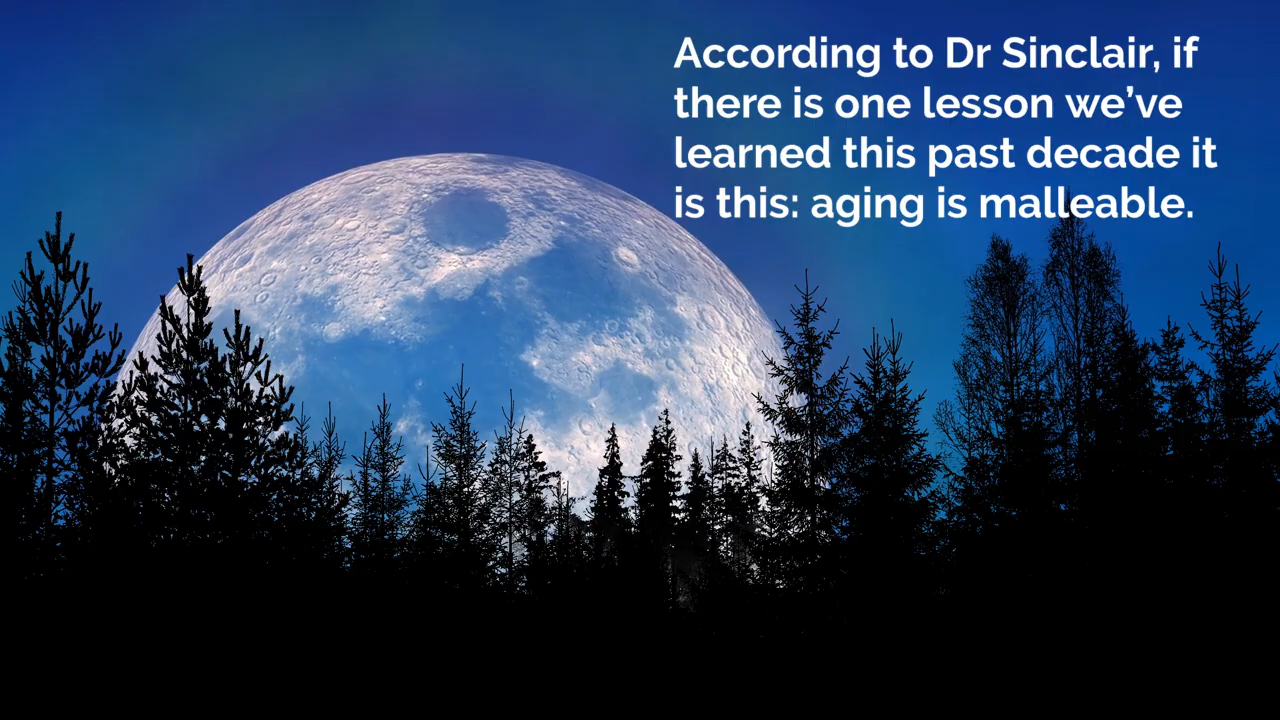 According to Dr Sinclair, if
there is one lesson we’ve
learned this past decade it
is this: aging is malleable.